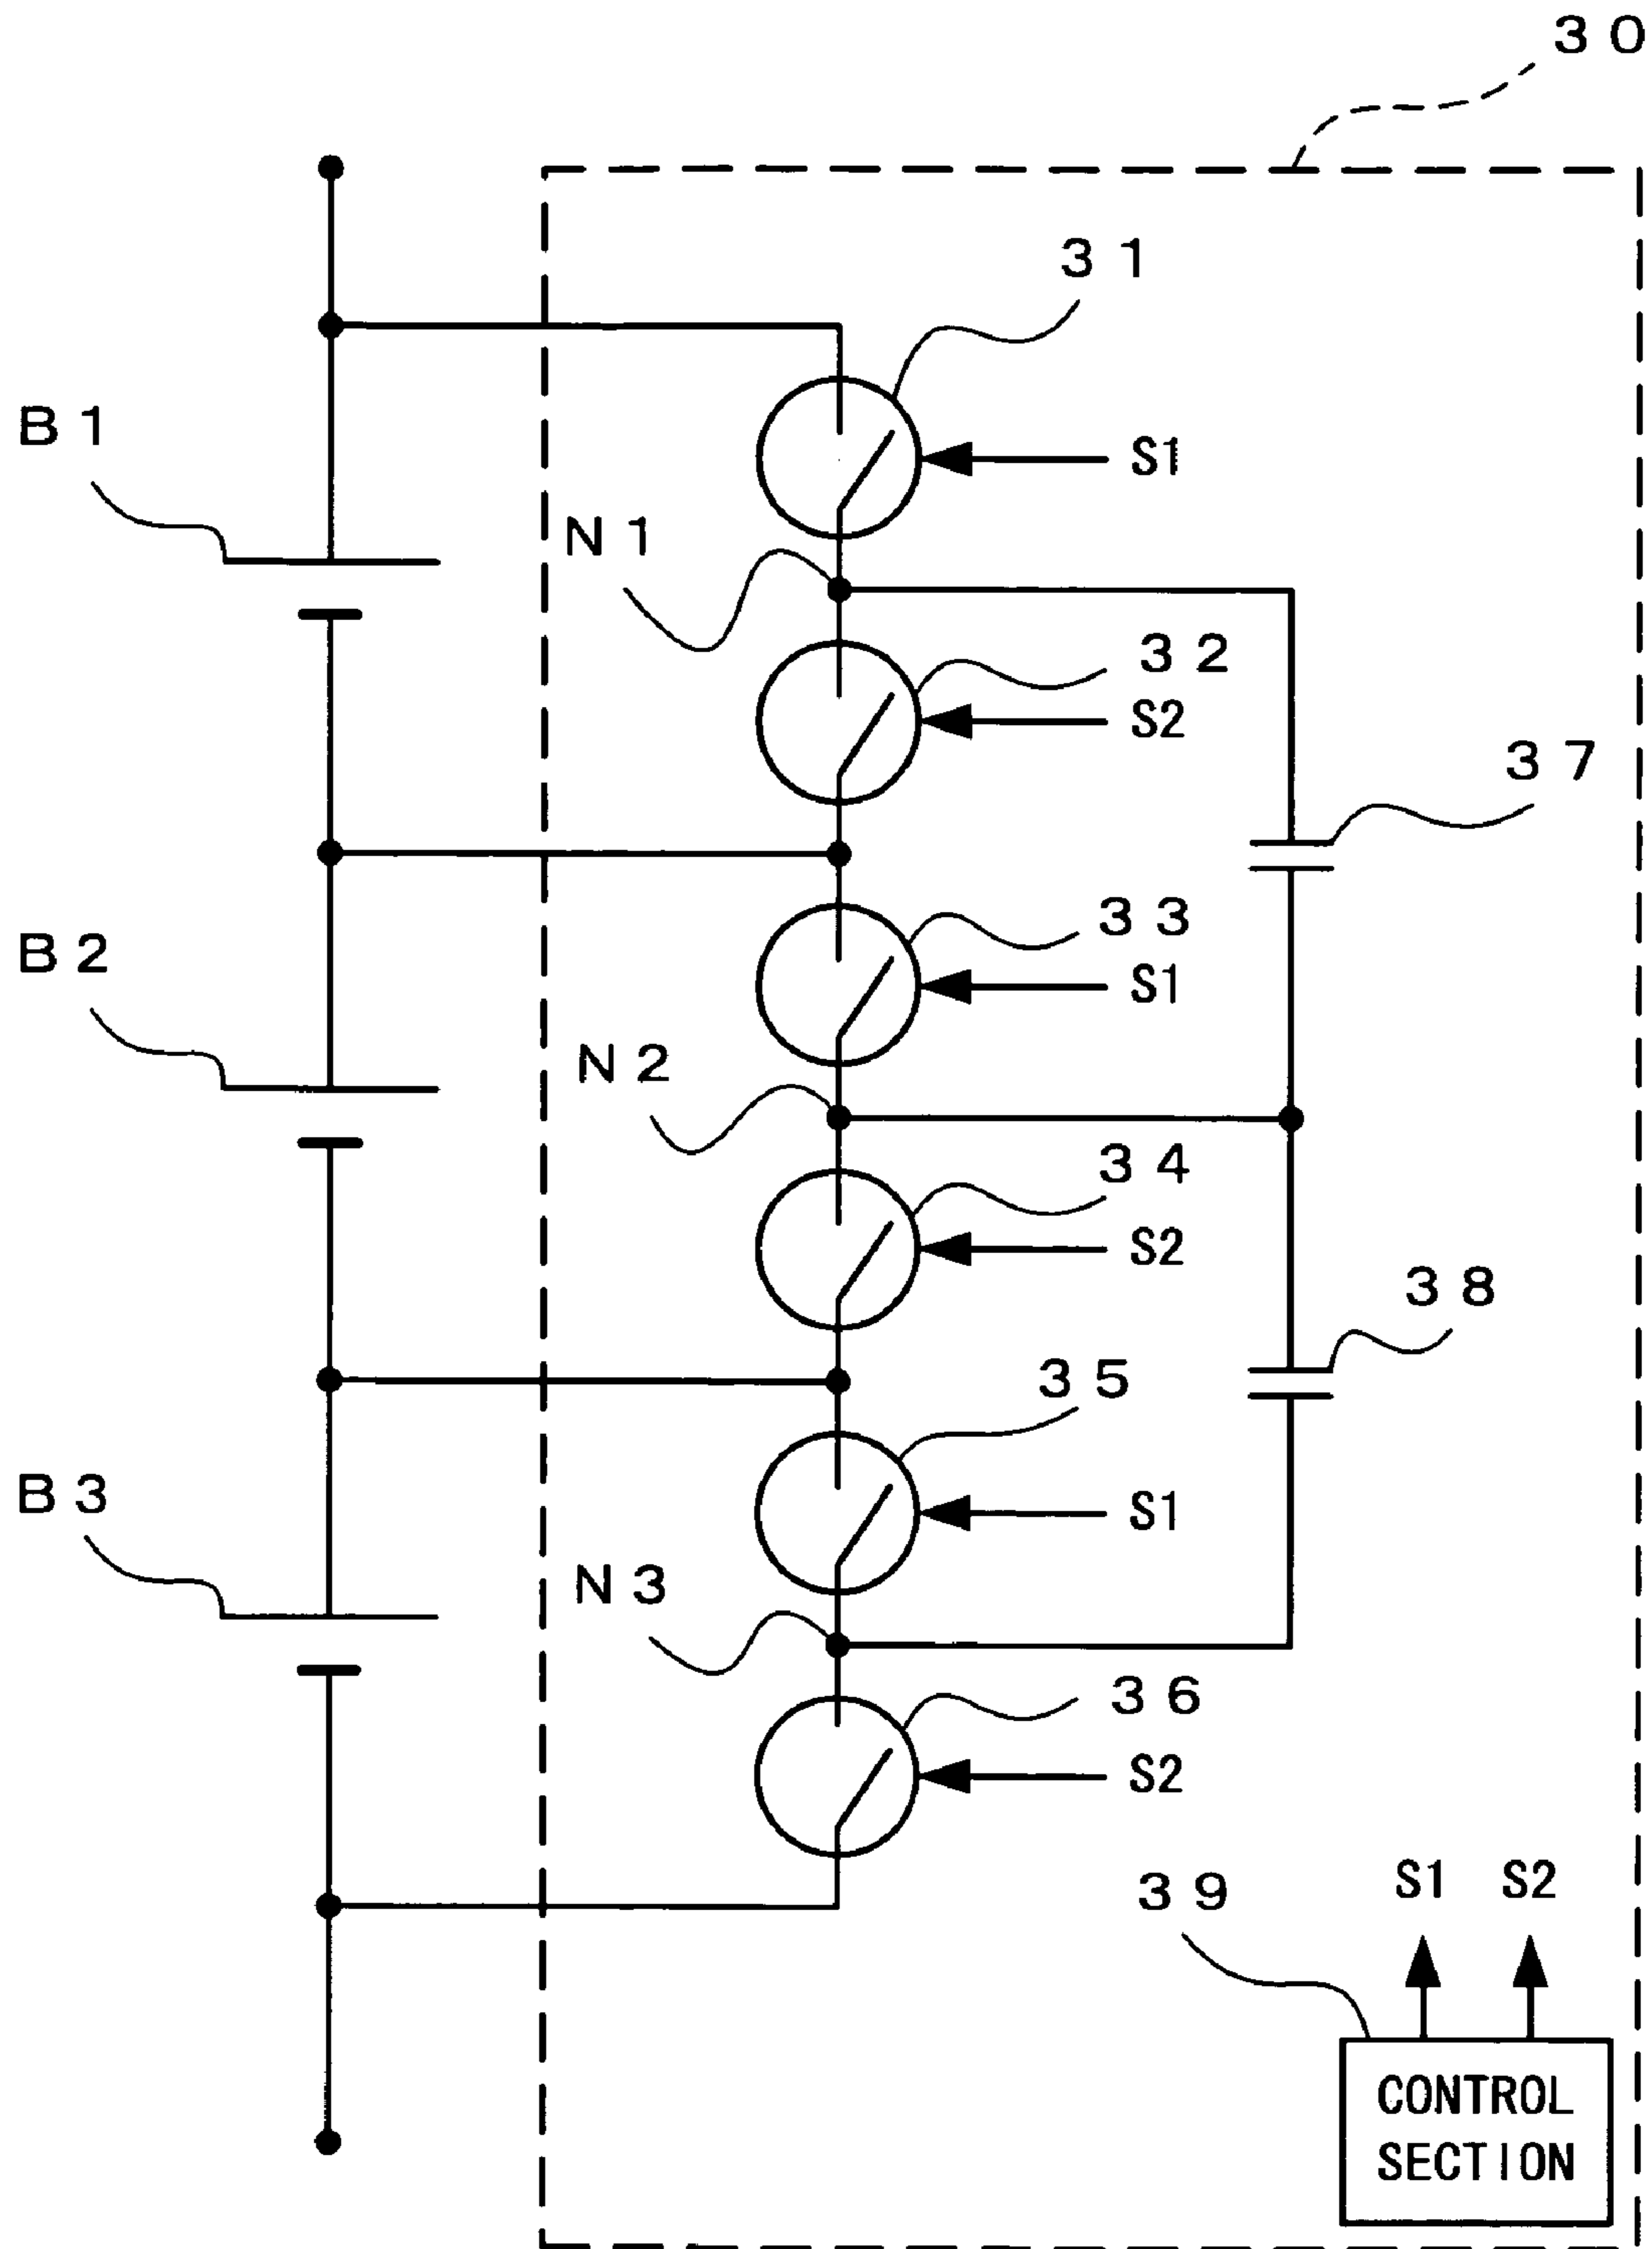 30
31
B1
S1
N1
32
S2
37
33
B2
S1
N2
34
S2
38
35
B3
S1
N3
36
S2
39
S1 S2
CONTROL
SECTION